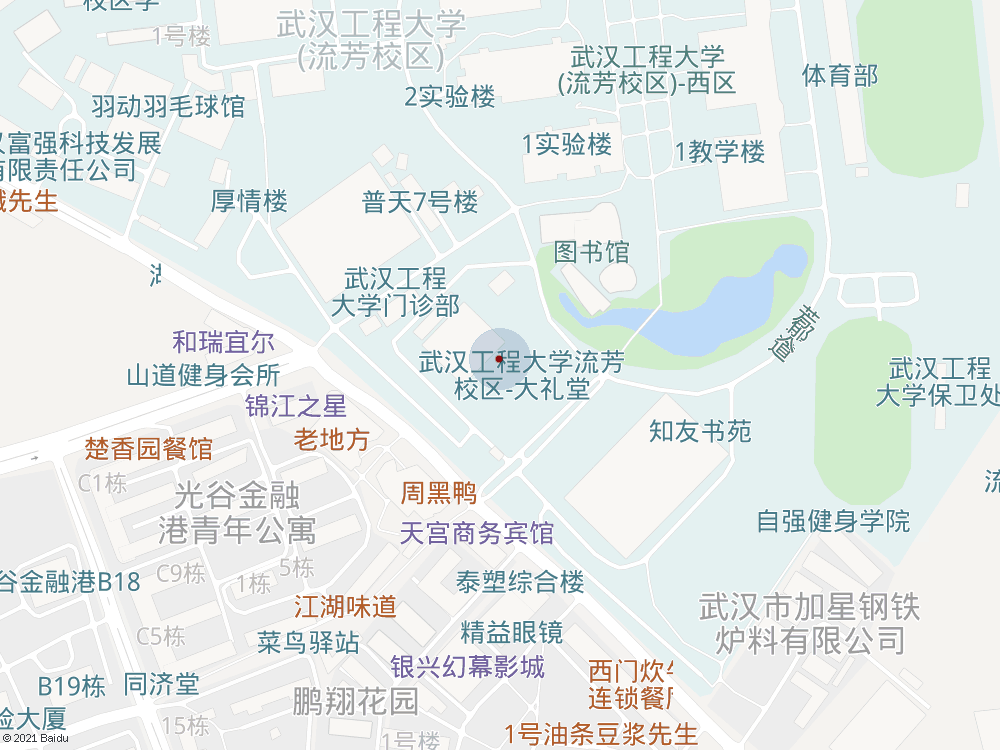 校区学
1号楼
武汉工程大学
(流芳校区)
武汉工程大学
(流芳校区)-西区
体育部
2实验楼
羽动羽毛球馆
1实验楼
1教学楼
富强科技发展
有限责任公司
先生
厚情楼
普天7号楼
图书馆
武汉工程
大学门诊部
和瑞宜尔
山道健身会所
武汉工程大学流芳
校区-大礼堂
武汉工程
大学保卫处
锦江之星
老地方
知友书苑
楚香园餐馆
C1栋
光谷金融
港青年公寓
周黑鸭
天宫商务宾馆
自强健身学院
流
C9栋
5栋
1栋
谷金融港B18
泰塑综合楼
江湖味道
武汉市加星钢铁
炉料有限公司
C5栋
菜鸟驿站
精益眼镜
银兴幻幕影城
西门炊
连锁餐
B19栋
同济堂
鹏翔花园
验大厦
15栋
1号楼
1号油条豆浆先生
© 2021 Baidu